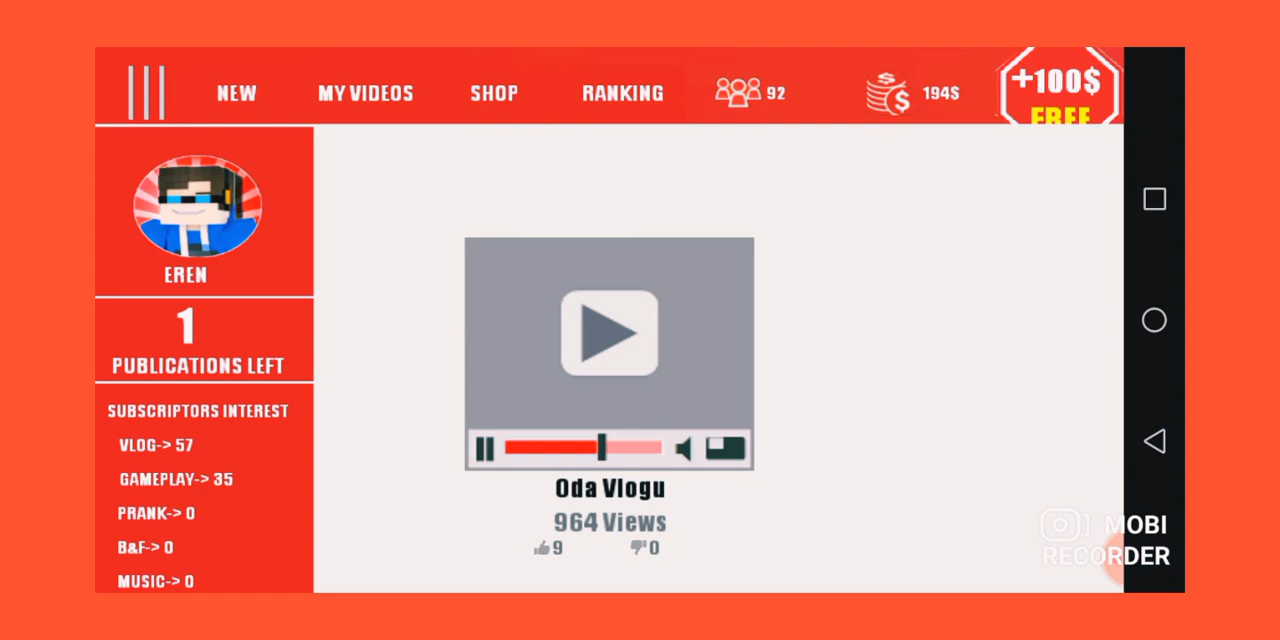 NEW
MY VIDEOS
SHOP
RANKING
92
194$
+100$
FREE
EREN
1
PUBLICATIONS LEFT
SUBSCRIPTORS INTEREST
VLOG-> 57
GAMEPLAY-> 35
PRANK-> 0
B&F-> 0
MUSIC-> 0
Oda Vlogu
964 Views
9
0
MOBI
RECORDER